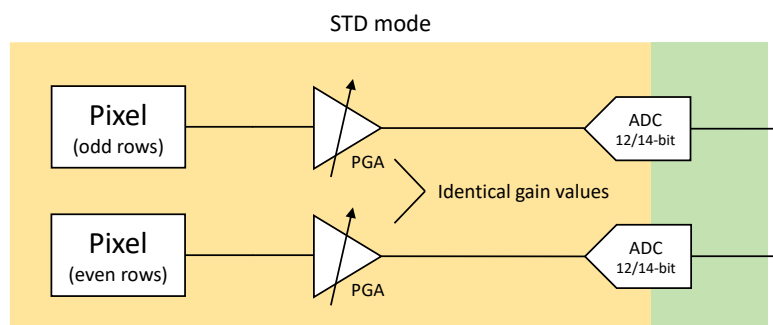 STD mode
Pixel
(odd rows)
PGA
ADC
12/14-bit
Identical gain values
Pixel
(even rows)
PGA
ADC
12/14-bit